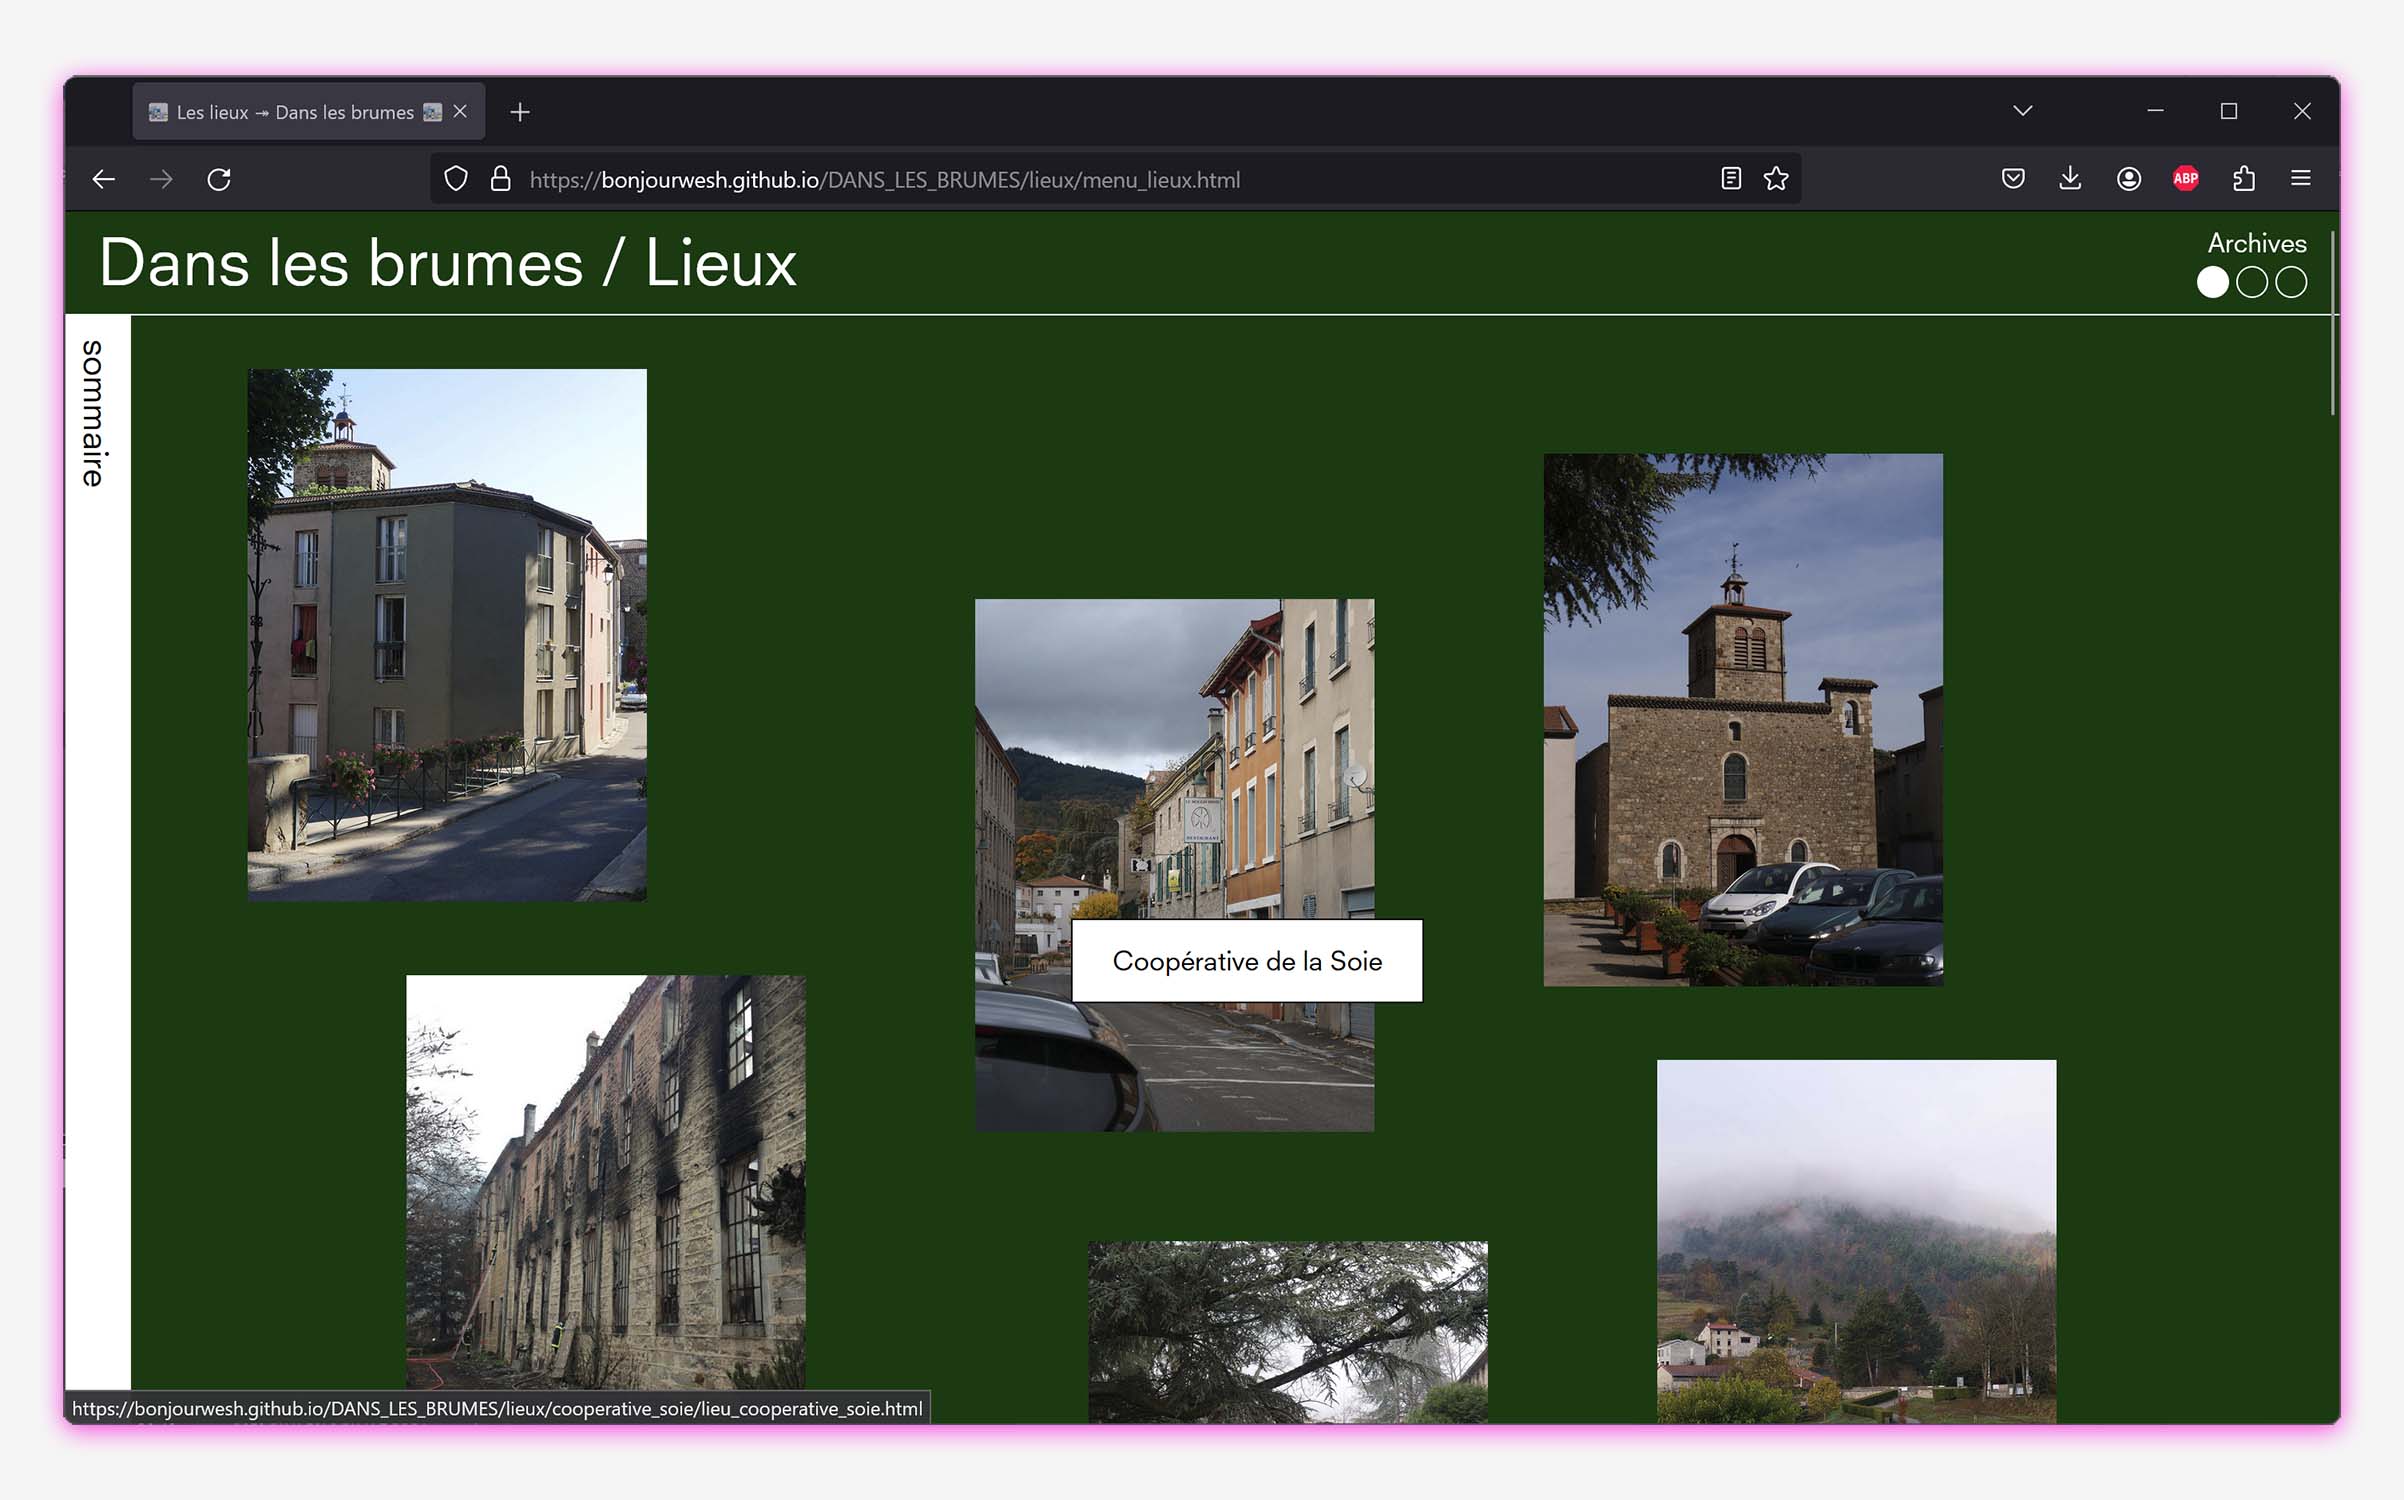 Les lieux ↠ Dans les brumes
https://bonjourwesh.github.io/DANS_LES_BRUMES/lieux/menu_lieux.html
ABP
Dans les brumes / Lieux
Archives
sommaire
RESTAURANT
Coopérative de la Soie
https://bonjourwesh.github.io/DANS_LES_BRUMES/lieux/cooperative_soie/lieu_cooperative_soie.html